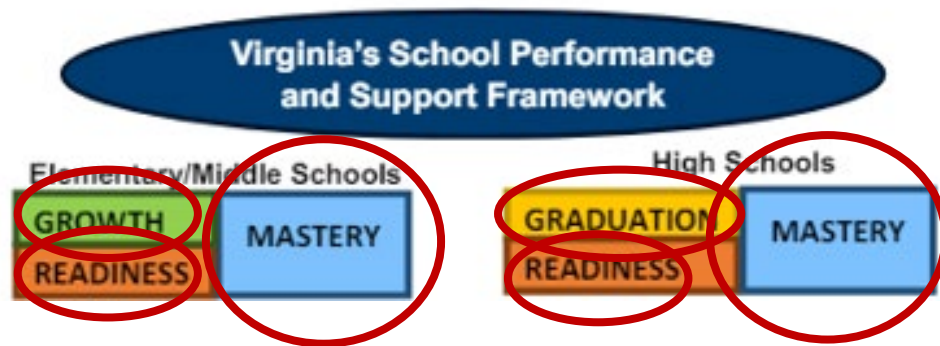 Virginia's School Performance
and Support Framework
Elementary/Middle Schools
High Schools
GROWTH
MASTERY
READINESS
GRADUATION
MASTERY
READINESS